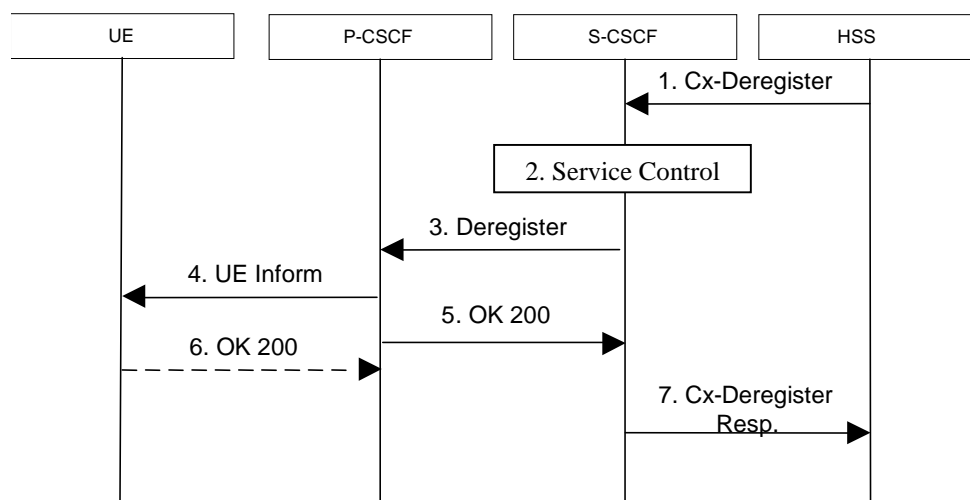 UE
P-CSCF
S-CSCF
HSS
1. Cx-Deregister
2. Service Control
3. Deregister
4. UE Inform
5. OK 200
6. OK 200
7. Cx-Deregister
Resp.